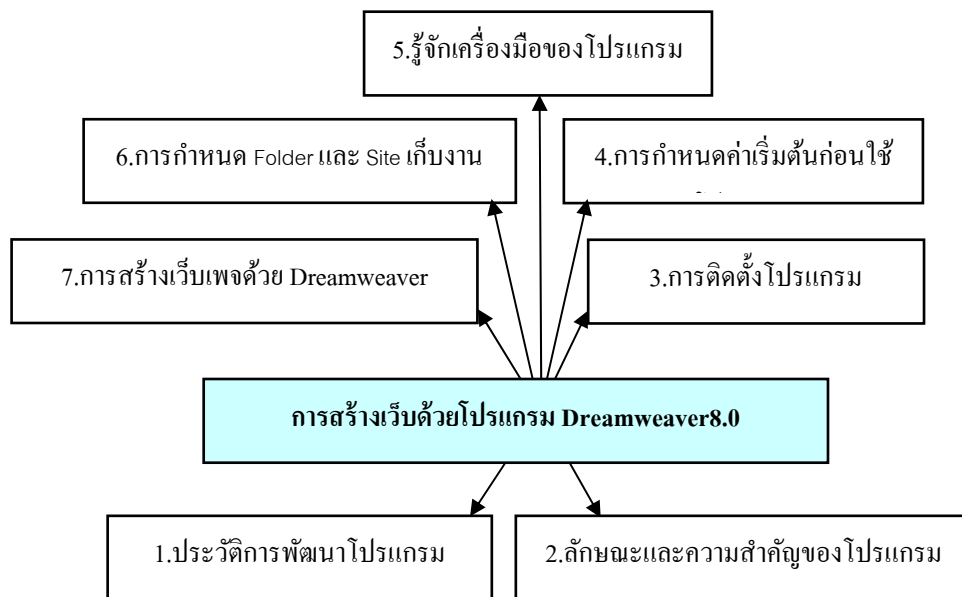 5.รู้จักเครื่องมือของโปรแกรม
6.การกำหนด Folder และ Site เก็บงาน
4.การกำหนดค่าเริ่มต้นก่อนใช้
7.การสร้างเว็บเพจด้วย Dreamweaver
3.การติดตั้งโปรแกรม
การสร้างเว็บด้วยโปรแกรม Dreamweaver8.0
1.ประวัติการพัฒนาโปรแกรม
2.ลักษณะและความสำคัญของโปรแกรม